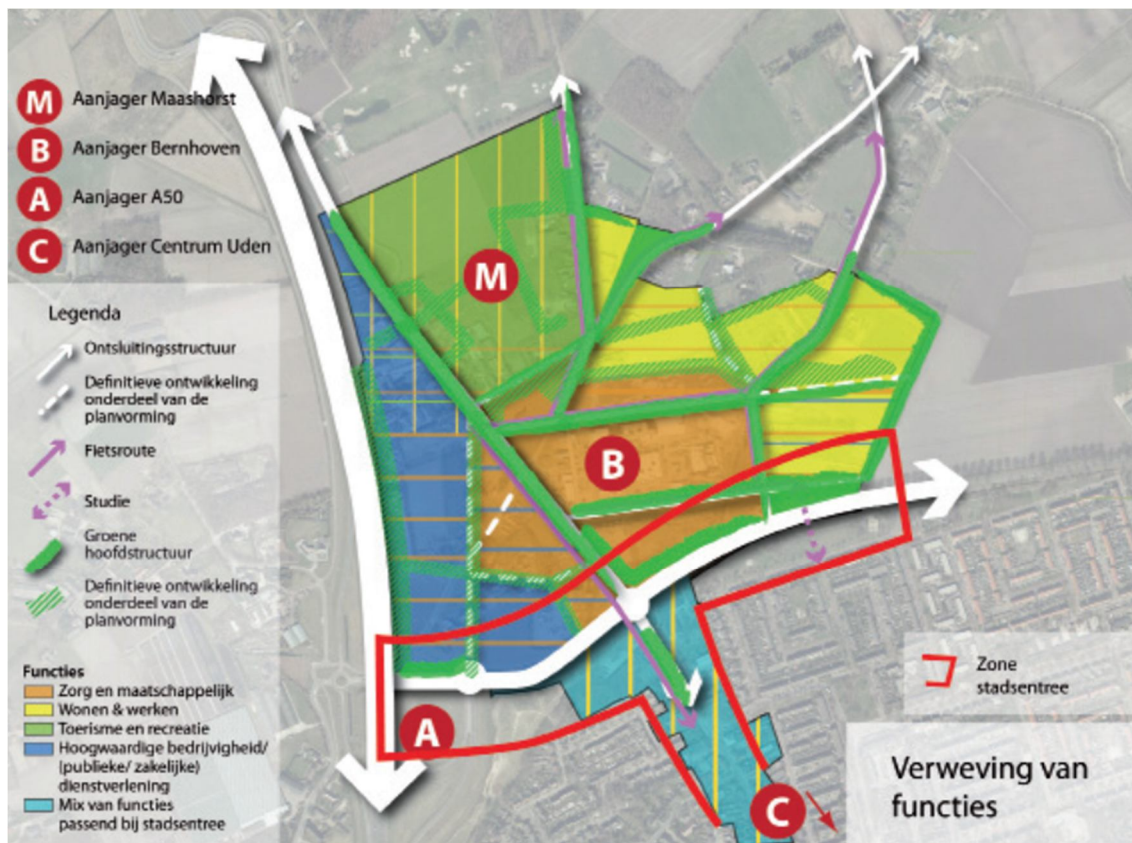 M Aanjager Maashorst
B Aanjager Bernhoven
A Aanjager A50
C Aanjager Centrum Uden
Legenda
Ontsluitingsstructuur
Definitieve ontwikkeling
onderdeel van de
planvorming
Fietsroute
Studie
Groene
hoofdstructuur
Definitieve ontwikkeling
onderdeel van de
planvorming
Functies
Zorg en maatschappelijk
Wonen & werken
Toerisme en recreatie
Hoogwaardige bedrijvigheid/
(publieke/ zakelijke)
dienstverlening
Mix van functies
passend bij stadsentree
M
B
A
C
Zone
stadsentree
Verweving van
functies